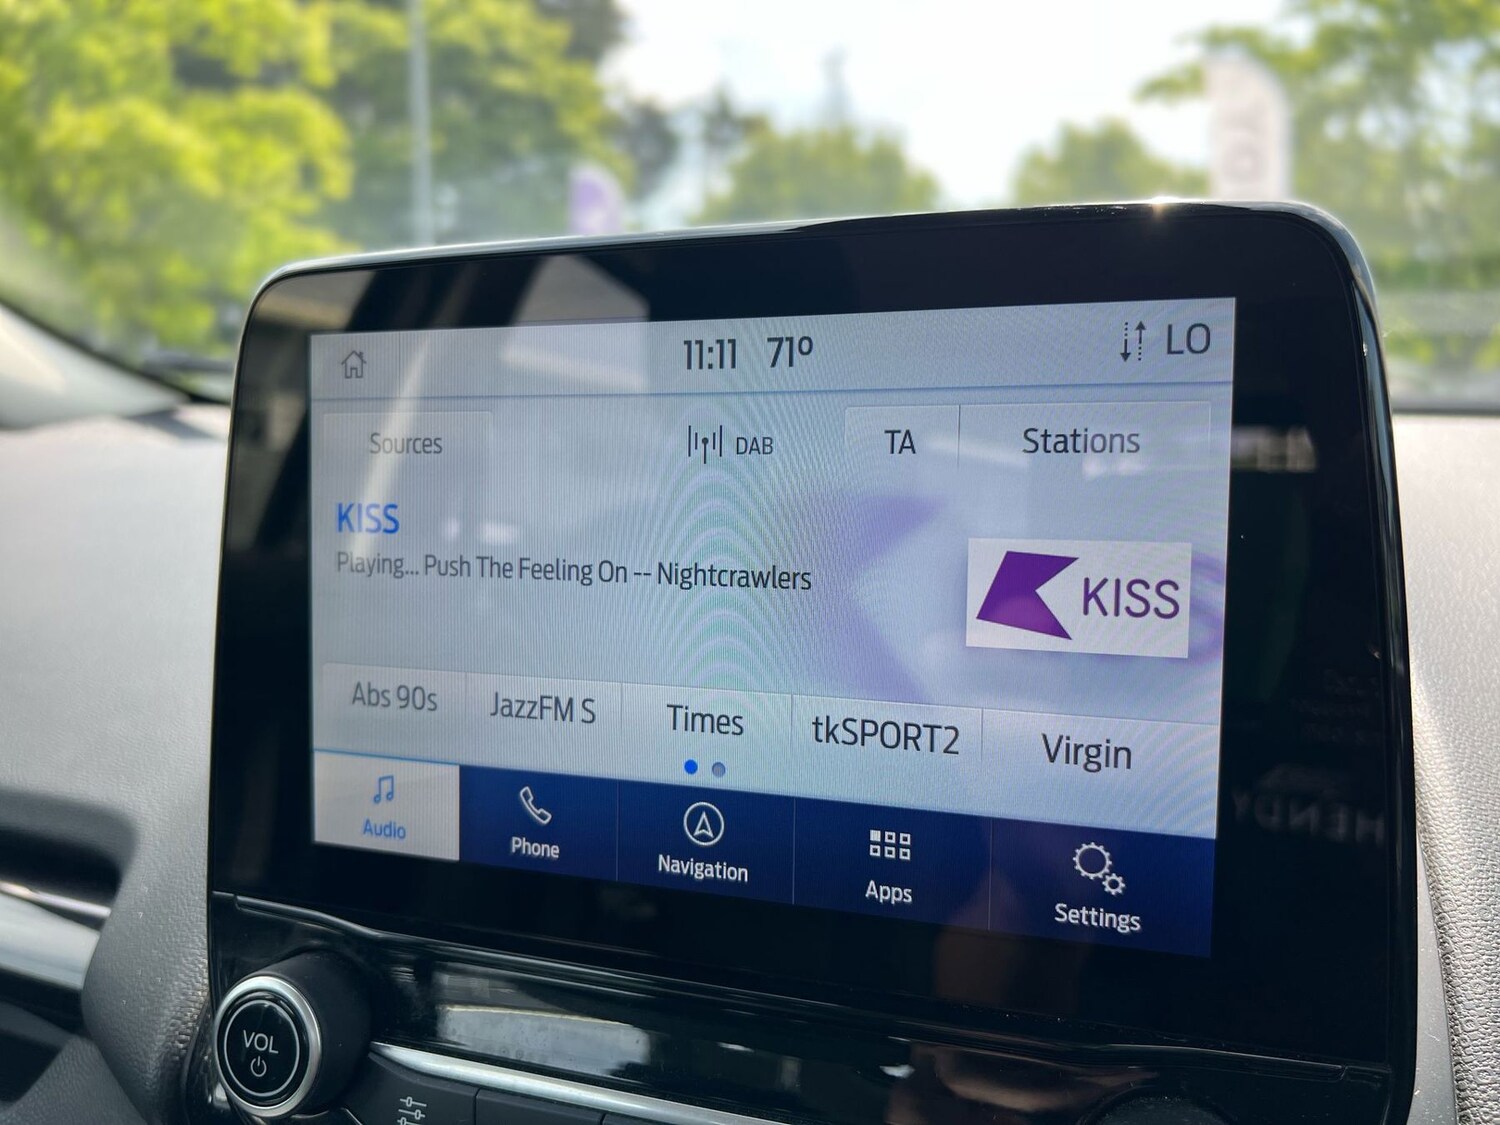 11:11 71° LO
Sources DAB TA Stations
KISS
Playing... Push The Feeling On -- Nightcrawlers
KISS
Abs 90s JazzFM S Times tkSPORT2 Virgin
Audio Phone Navigation Apps Settings
HENDY
VOL